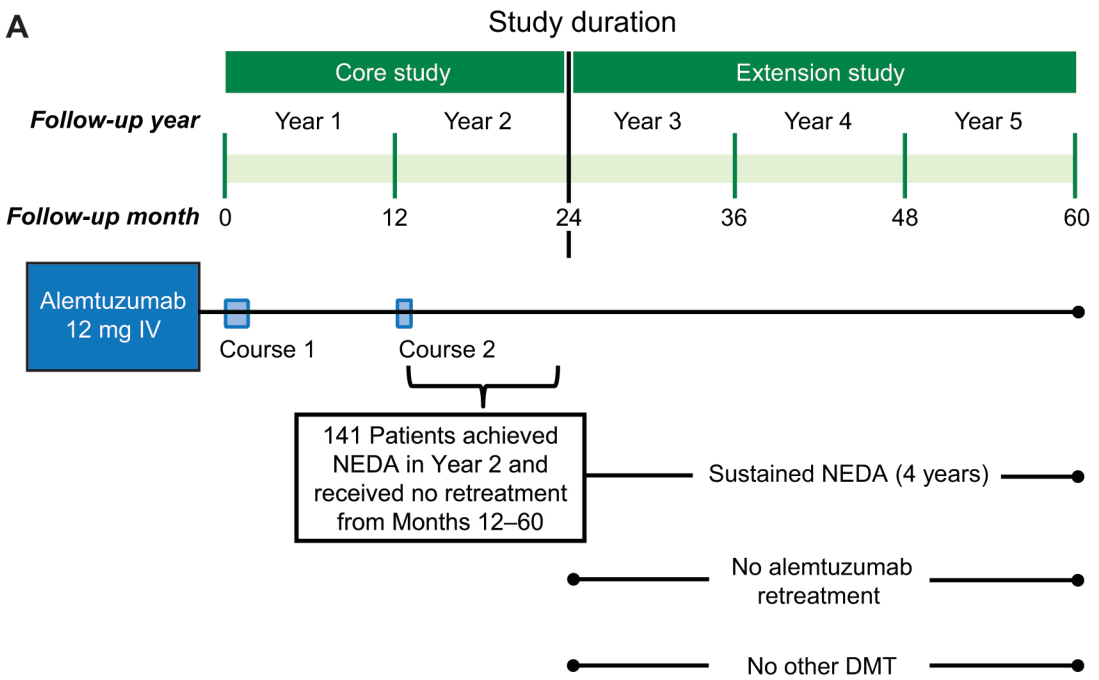 A
Study duration
Core study
Extension study
Follow-up year
Year 1
Year 2
Year 3
Year 4
Year 5
Follow-up month
0
12
24
36
48
60
Alemtuzumab
12 mg IV
Course 1
Course 2
141 Patients achieved
NEDA in Year 2 and
received no retreatment
from Months 12–60
Sustained NEDA (4 years)
No alemtuzumab
retreatment
No other DMT